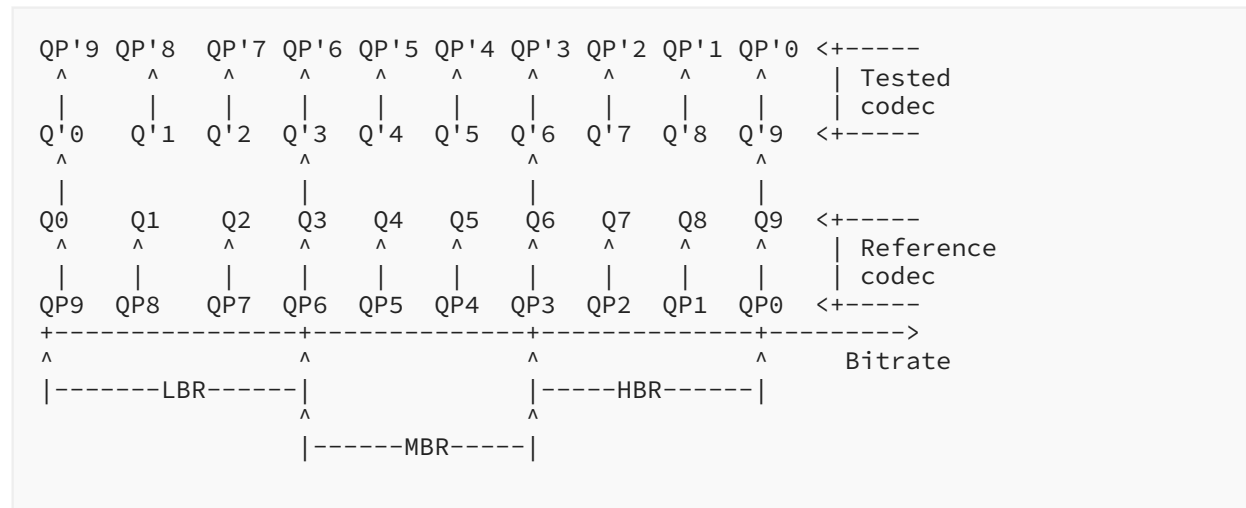 QP'9 QP'8  QP'7 QP'6 QP'5 QP'4 QP'3 QP'2 QP'1 QP'0 <+-----
 ^     ^    ^    ^    ^    ^    ^    ^    ^    ^    | Tested
 |     |    |    |    |    |    |    |    |    |    | codec
Q'0   Q'1  Q'2  Q'3  Q'4  Q'5  Q'6  Q'7  Q'8  Q'9  <+-----
 ^               ^              ^              ^
 |               |              |              |
Q0    Q1    Q2   Q3   Q4   Q5   Q6   Q7   Q8   Q9  <+-----
 ^    ^     ^    ^    ^    ^    ^    ^    ^    ^    | Reference
 |    |     |    |    |    |    |    |    |    |    | codec
QP9  QP8   QP7  QP6  QP5  QP4  QP3  QP2  QP1  QP0  <+-----
+----------------+--------------+--------------+--------->
^                ^              ^              ^     Bitrate
|-------LBR------|              |-----HBR------|
                 ^              ^
                 |------MBR-----|